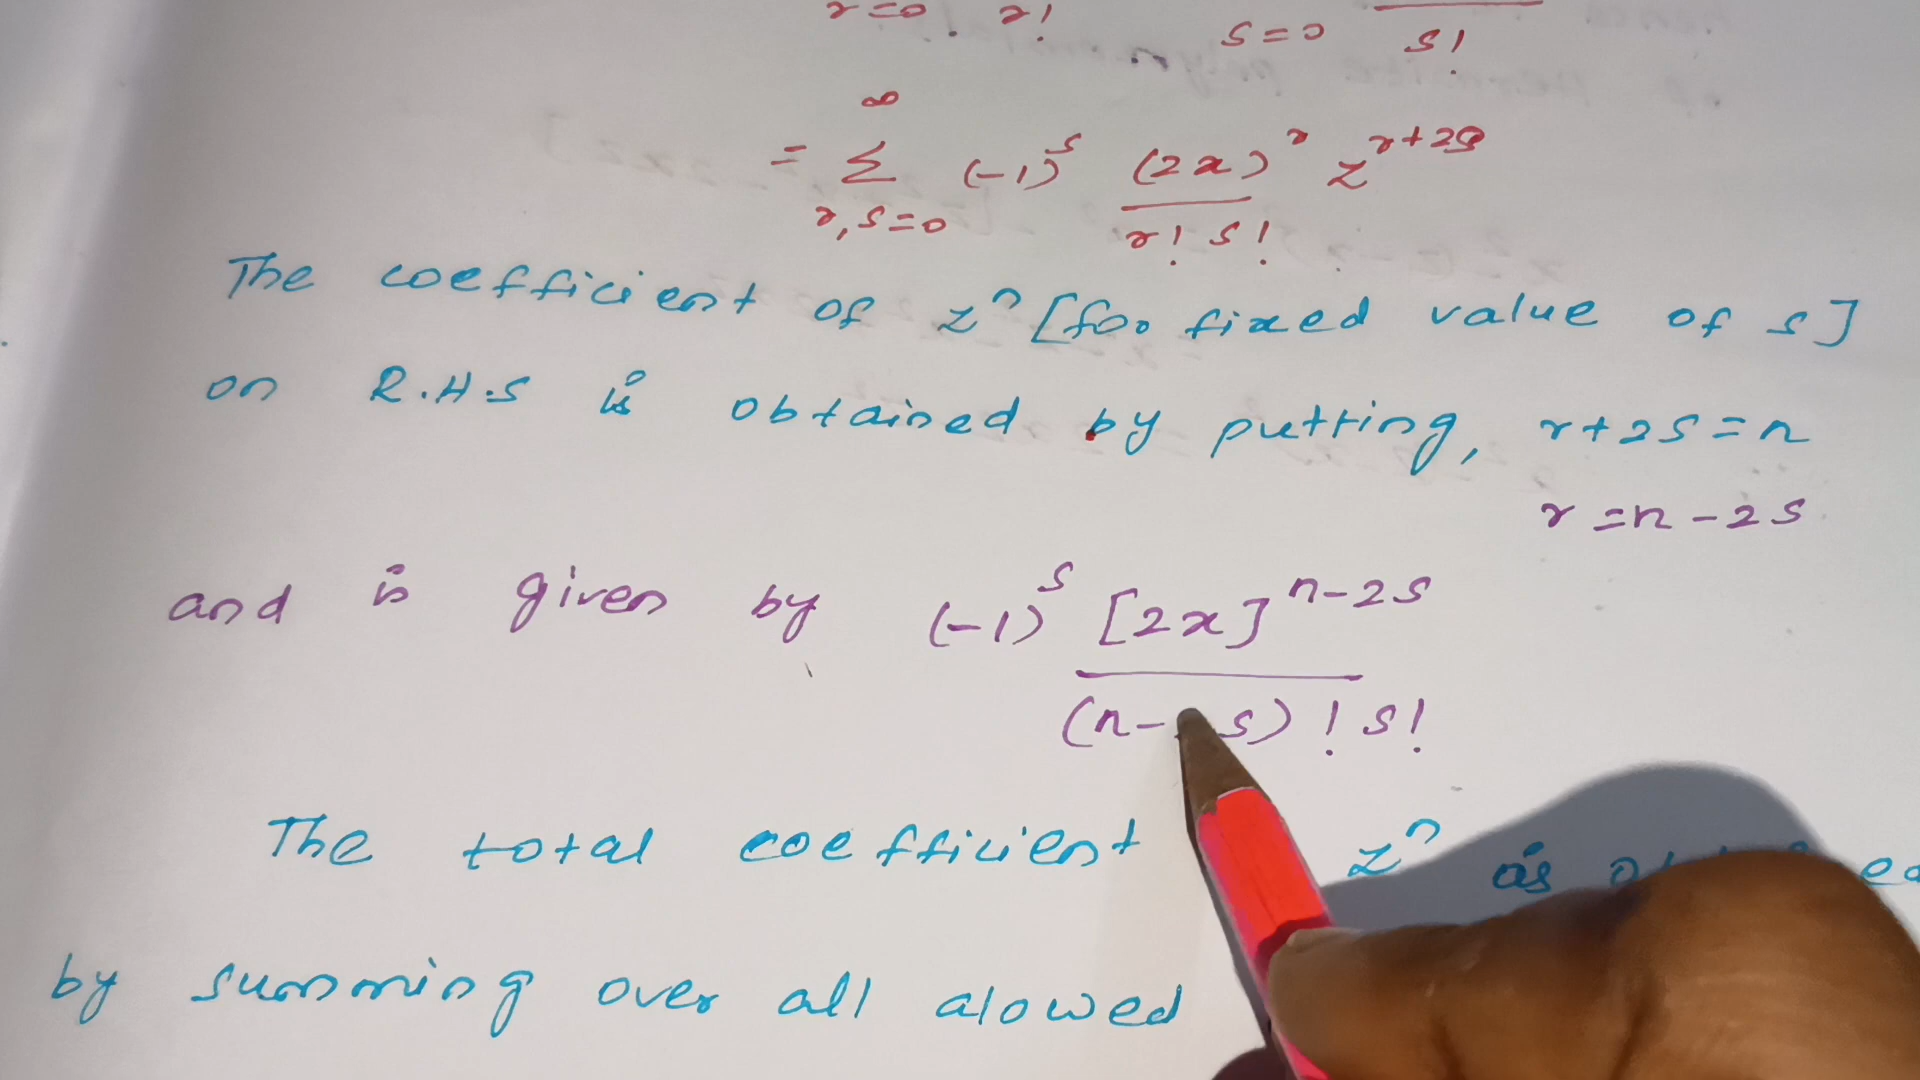 r=0 r! s=0 s!
= ∞ Σ r,s=0 (-1)^s (2x)^r / r! s! z^r+2s
The coefficient of z^n [for fixed value of s]
on R.H.S is obtained by putting, r+2s=n
r=n-2s
and is given by (-1)^s [2x]^n-2s / (n- s)! s!
The total coefficient z^n is
by summing over all alowed